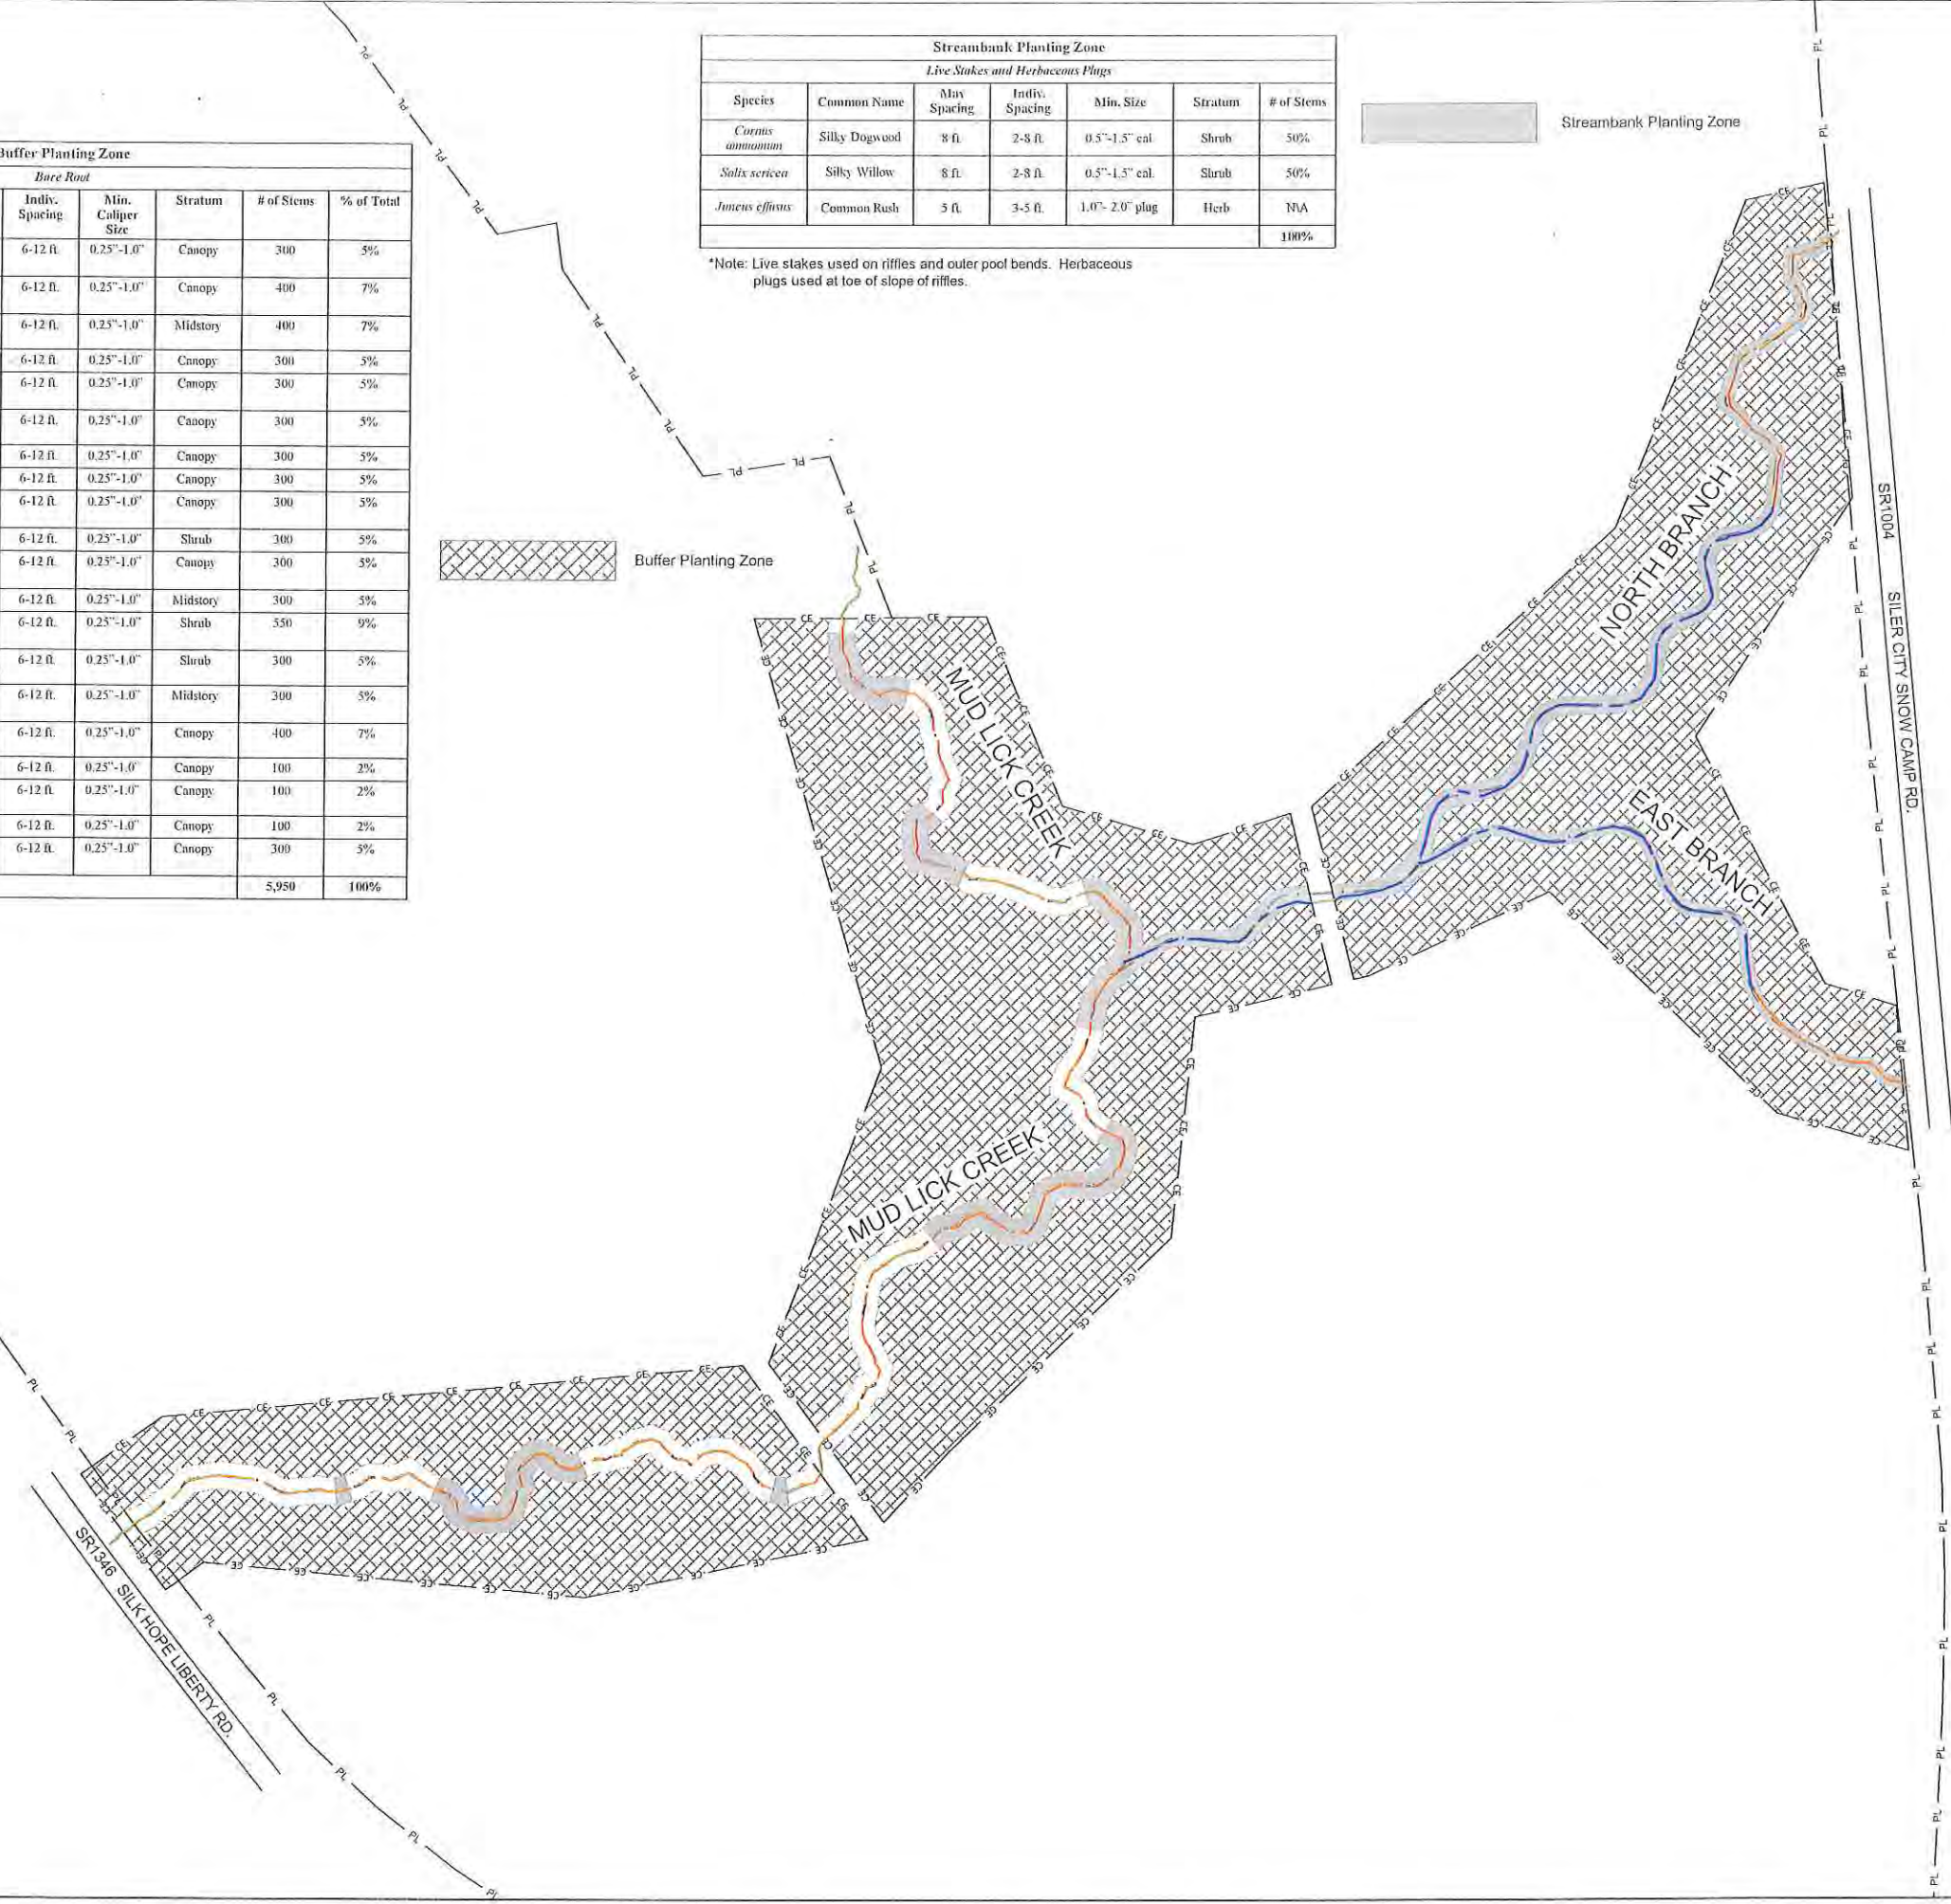 Streambank Planting Zone
Live Stakes and Herbaceous Plugs
Species Common Name Max Spacing Indiv. Spacing Min. Size Stratum # of Stems
Cornus ammomum Silky Dogwood 8 ft. 2-8 ft. 0.5"-1.5" cal Shrub 50%
Salix sericea Silky Willow 8 ft. 2-8 ft. 0.5"-1.5" cal. Shrub 50%
Juncus effusus Common Rush 5 ft. 3-5 ft. 1.0"- 2.0" plug Herb N\A
100%
*Note: Live stakes used on riffles and outer pool bends. Herbaceous
plugs used at toe of slope of riffles.
Streambank Planting Zone
Buffer Planting Zone
Bare Root
Indiv. Spacing Min. Caliper Size Stratum # of Stems % of Total
6-12 ft. 0.25"-1.0" Canopy 300 5%
6-12 ft. 0.25"-1.0" Canopy 400 7%
6-12 ft. 0.25"-1.0" Midstory 400 7%
6-12 ft. 0.25"-1.0" Canopy 300 5%
6-12 ft. 0.25"-1.0" Canopy 300 5%
6-12 ft. 0.25"-1.0" Canopy 300 5%
6-12 ft. 0.25"-1.0" Canopy 300 5%
6-12 ft. 0.25"-1.0" Canopy 300 5%
6-12 ft. 0.25"-1.0" Canopy 300 5%
6-12 ft. 0.25"-1.0" Shrub 300 5%
6-12 ft. 0.25"-1.0" Canopy 300 5%
6-12 ft. 0.25"-1.0" Midstory 300 5%
6-12 ft. 0.25"-1.0" Shrub 550 9%
6-12 ft. 0.25"-1.0" Shrub 300 5%
6-12 ft. 0.25"-1.0" Midstory 300 5%
6-12 ft. 0.25"-1.0" Canopy 400 7%
6-12 ft. 0.25"-1.0" Canopy 100 2%
6-12 ft. 0.25"-1.0" Canopy 100 2%
6-12 ft. 0.25"-1.0" Canopy 100 2%
6-12 ft. 0.25"-1.0" Canopy 300 5%
5,950 100%
Buffer Planting Zone
NORTH BRANCH
SR1004 SILER CITY SNOW CAMP RD.
MUD LICK CREEK
EAST BRANCH
MUD LICK CREEK
SR1346 SILK HOPE LIBERTY RD.
PL
CE